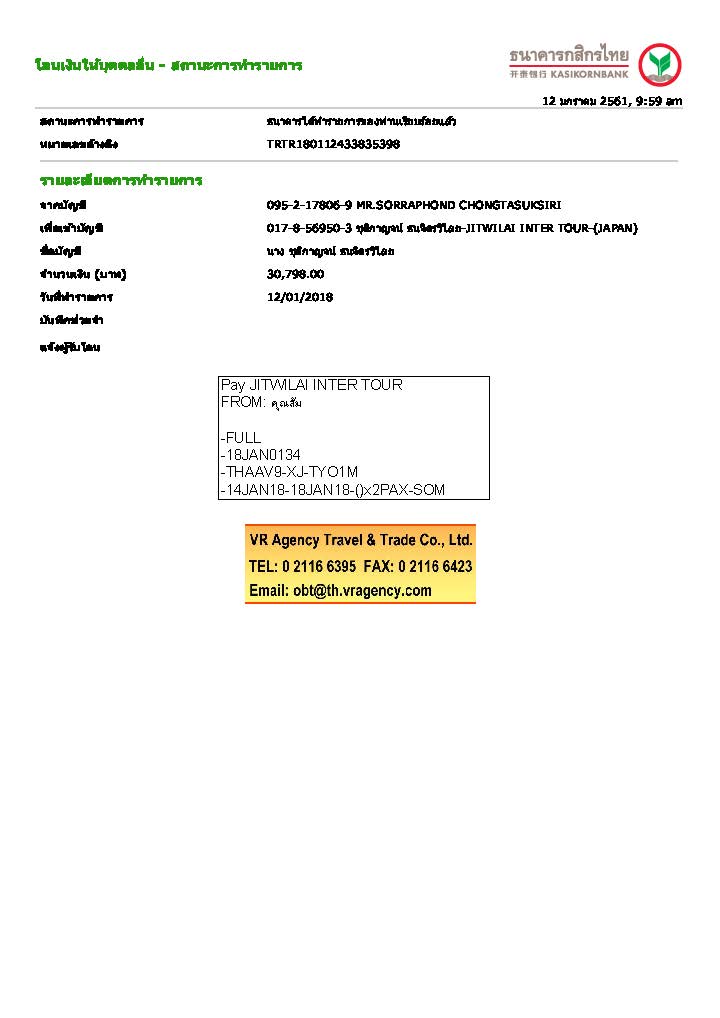 โอนเงินให้บุคคลอื่น - สถานะการทำรายการ
ธนาคารกสิกรไทย
开泰银行 KASIKORNBANK
12 มกราคม 2561, 9:59 am
สถานะการทำรายการ ธนาคารได้ทำรายการของท่านเรียบร้อยแล้ว
หมายเลขอ้างอิง TRTR180112433835398
รายละเอียดการทำรายการ
จากบัญชี 095-2-17806-9 MR.SORRAPHOND CHONGTASUKSIRI
เพื่อเข้าบัญชี 017-8-56950-3 ชุติกาญจน์ ธนจิตรวิไลย-JITWILAI INTER TOUR-(JAPAN)
ชื่อบัญชี นาง ชุติกาญจน์ ธนจิตรวิไลย
จำนวนเงิน (บาท) 30,798.00
วันที่ทำรายการ 12/01/2018
บันทึกช่วยจำ
แจ้งผู้รับโอน
Pay JITWILAI INTER TOUR
FROM: คุณส้ม
-FULL
-18JAN0134
-THAAV9-XJ-TYO1M
-14JAN18-18JAN18-()x2PAX-SOM
VR Agency Travel & Trade Co., Ltd.
TEL: 0 2116 6395 FAX: 0 2116 6423
Email: obt@th.vragency.com